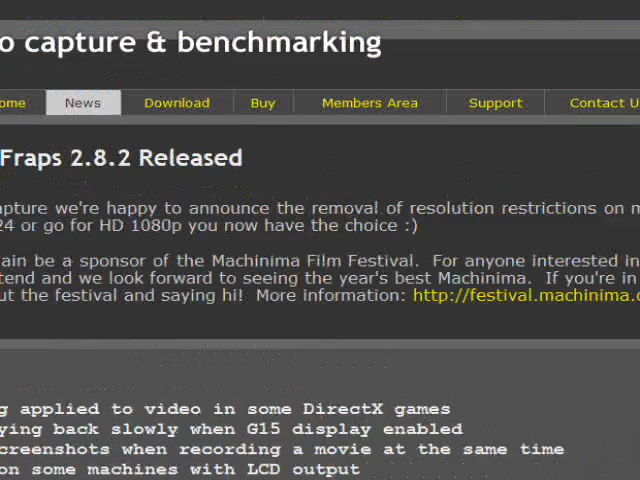 o capture & benchmarking
ome News Download Buy Members Area Support Contact U
Fraps 2.8.2 Released
apture we're happy to announce the removal of resolution restrictions on m
24 or go for HD 1080p you now have the choice :)
ain be a sponsor of the Machinima Film Festival. For anyone interested in
tend and we look forward to seeing the year's best Machinima. If you're in
ut the festival and saying hi! More information: http://festival.machinima.o
g applied to video in some DirectX games
ying back slowly when G15 display enabled
creenshots when recording a movie at the same time
on some machines with LCD output